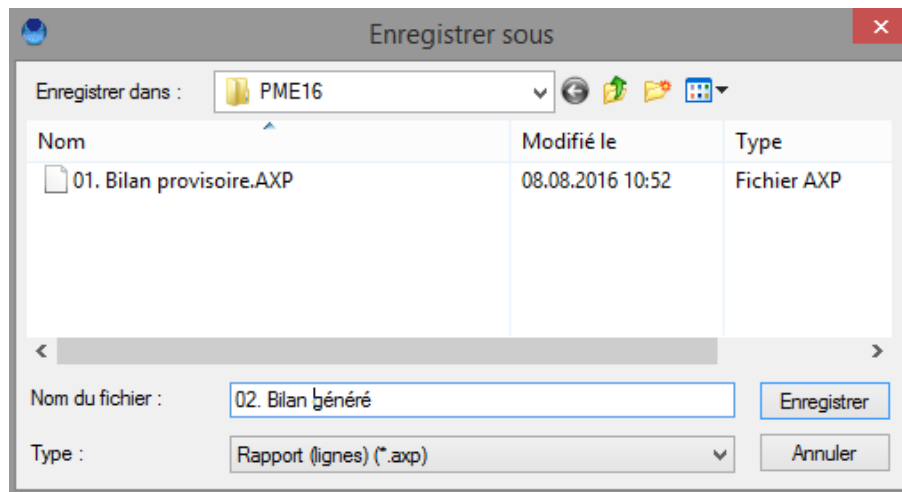 Enregistrer sous
Enregistrer dans : PME16
Nom Modifié le Type
01. Bilan provisoire.AXP 08.08.2016 10:52 Fichier AXP
Nom du fichier : 02. Bilan généré Enregistrer
Type : Rapport (lignes) (*.axp) Annuler